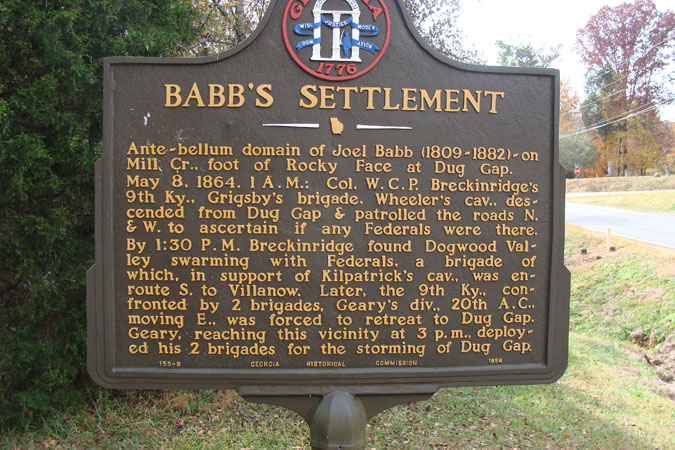 GEORGIA
WISDOM JUSTICE MODERATION
1776
BABB'S SETTLEMENT
Ante-bellum domain of Joel Babb (1809-1882)-on
Mill Cr., foot of Rocky Face at Dug Gap.
May 8, 1864, 1 A.M.: Col. W.C.P. Breckinridge's
9th Ky., Grigsby's brigade, Wheeler's cav., des-
cended from Dug Gap & patrolled the roads N.
& W. to ascertain if any Federals were there.
By 1:30 P.M. Breckinridge found Dogwood Val-
ley swarming with Federals, a brigade of
which, in support of Kilpatrick's cav., was en-
route S. to Villanow. Later, the 9th Ky., con-
fronted by 2 brigades, Geary's div., 20th A.C.,
moving E., was forced to retreat to Dug Gap.
Geary, reaching this vicinity at 3 p.m., deploy-
ed his 2 brigades for the storming of Dug Gap.
155-8 GEORGIA HISTORICAL COMMISSION 1954